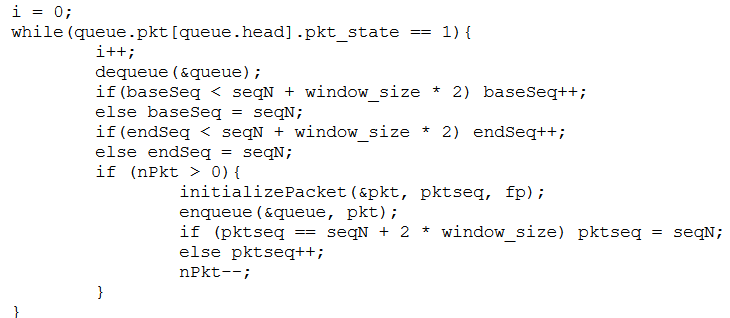 i = 0;
while(queue.pkt[queue.head].pkt_state == 1){
        i++;
        dequeue(&queue);
        if(baseSeq < seqN + window_size * 2) baseSeq++;
        else baseSeq = seqN;
        if(endSeq < seqN + window_size * 2) endSeq++;
        else endSeq = seqN;
        if (nPkt > 0){
                initializePacket(&pkt, pktseq, fp);
                enqueue(&queue, pkt);
                if (pktseq == seqN + 2 * window_size) pktseq = seqN;
                else pktseq++;
                nPkt--;
        }
}